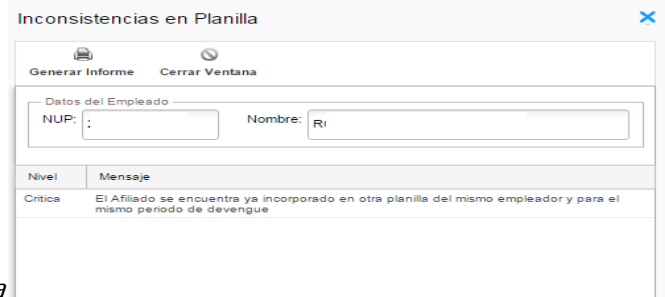 Inconsistencias en Planilla
Generar Informe Cerrar Ventana
Datos del Empleado
NUP: Nombre: R(
Nivel Mensaje
Critica El Afiliado se encuentra ya incorporado en otra planilla del mismo empleador y para el
mismo periodo de devengue
a